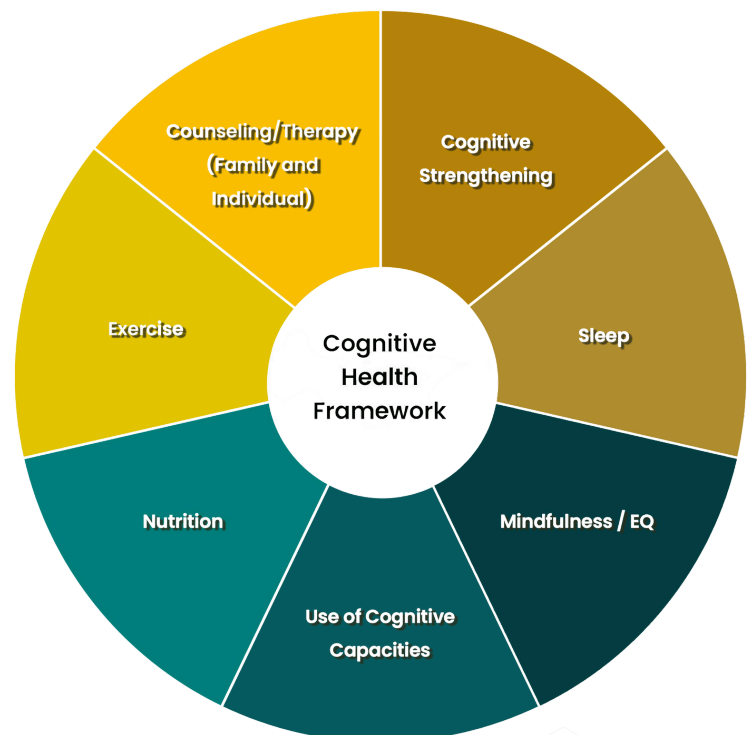 Counseling/Therapy
(Family and
Individual)
Cognitive
Strengthening
Exercise
Cognitive
Health
Framework
Sleep
Nutrition
Mindfulness / EQ
Use of Cognitive
Capacities